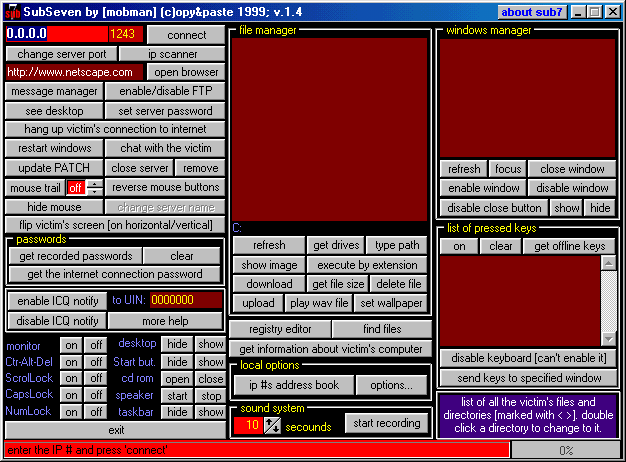 SubSeven by [mobman] (c)opy&paste 1999; v.1.4 about sub7
0.0.0.0 1243 connect
change server port ip scanner
http://www.netscape.com open browser
message manager enable/disable FTP
see desktop set server password
hang up victim's connection to internet
restart windows chat with the victim
update PATCH close server remove
mouse trail off reverse mouse buttons
hide mouse change server name
flip victim's screen [on horizontal/vertical]
passwords
get recorded passwords clear
get the internet connection password
enable ICQ notify to UIN: 0000000
disable ICQ notify more help
monitor on off desktop hide show
Ctr-Alt-Del on off Start but. hide show
ScrolLock on off cd rom open close
CapsLock on off speaker start stop
NumLock on off taskbar hide show
exit
file manager
C:
refresh get drives type path
show image execute by extension
download get file size delete file
upload play wav file set wallpaper
registry editor find files
get information about victim's computer
local options
ip #s address book options...
sound system
10 seconds start recording
windows manager
refresh focus close window
enable window disable window
disable close button show hide
list of pressed keys
on clear get offline keys
disable keyboard [can't enable it]
send keys to specified window
list of all the victim's files and
directories [marked with < >]. double
click a directory to change to it.
enter the IP # and press 'connect' 0%